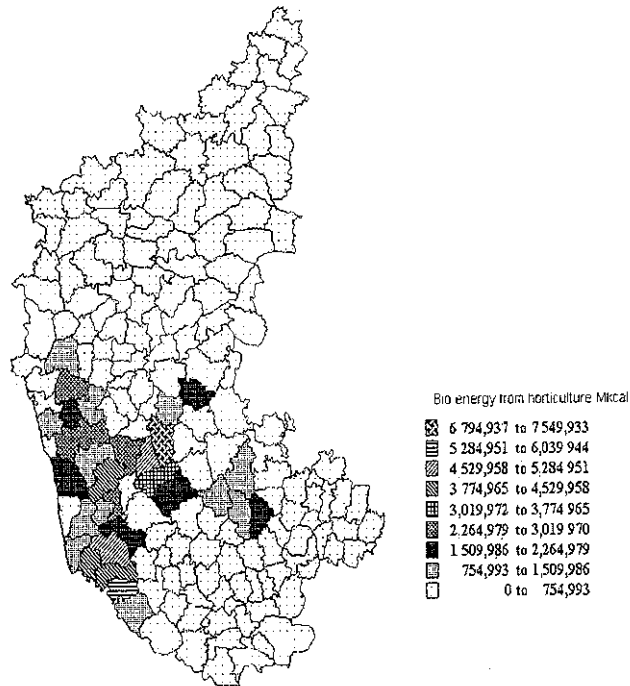 Bio energy from horticulture Mkcal
6 794,937 to 7 549,933
5 284,951 to 6,039 944
4 529,958 to 5,284 951
3 774,965 to 4,529,958
3,019,972 to 3,774 965
2,264,979 to 3,019 970
1 509,986 to 2,264,979
754,993 to 1,509,986
0 to 754,993